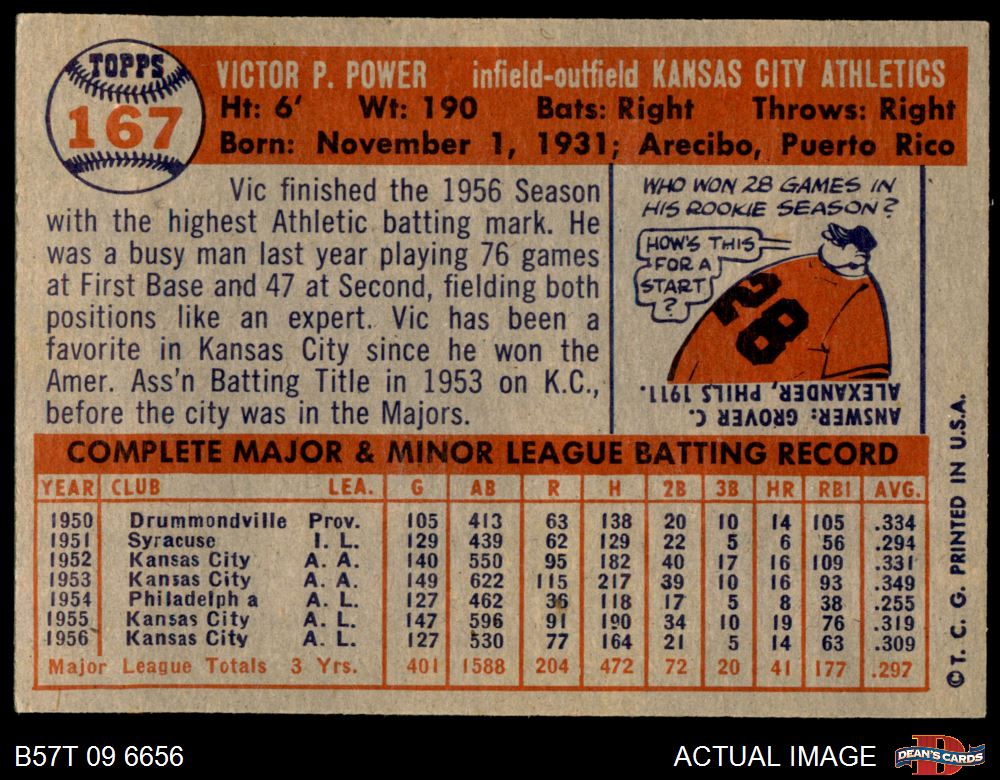 TOPPS
167
VICTOR P. POWER infield-outfield KANSAS CITY ATHLETICS
Ht: 6' Wt: 190 Bats: Right Throws: Right
Born: November 1, 1931; Arecibo, Puerto Rico
Vic finished the 1956 Season
with the highest Athletic batting mark. He
was a busy man last year playing 76 games
at First Base and 47 at Second, fielding both
positions like an expert. Vic has been a
favorite in Kansas City since he won the
Amer. Ass'n Batting Title in 1953 on K.C.,
before the city was in the Majors.
WHO WON 28 GAMES IN
HIS ROOKIE SEASON?
HOW'S THIS
FOR A
START
?
28
ANSWER: GROVER C.
ALEXANDER, PHILS 1911.
COMPLETE MAJOR & MINOR LEAGUE BATTING RECORD
YEAR CLUB LEA. G AB R H 2B 3B HR RBI AVG.
1950 Drummondville Prov. 105 413 63 138 20 10 14 105 .334
1951 Syracuse I. L. 129 439 62 129 22 5 6 56 .294
1952 Kansas City A. A. 140 550 95 182 40 17 16 109 .331
1953 Kansas City A. A. 149 622 115 217 39 10 16 93 .349
1954 Philadelph a A. L. 127 462 36 118 17 5 8 38 .255
1955 Kansas City A. L. 147 596 91 190 34 10 19 76 .319
1956 Kansas City A. L. 127 530 77 164 21 5 14 63 .309
Major League Totals 3 Yrs. 401 1588 204 472 72 20 41 177 .297
©T. C. G. PRINTED IN U.S.A.
B57T 09 6656
ACTUAL IMAGE
DEAN'S CARDS